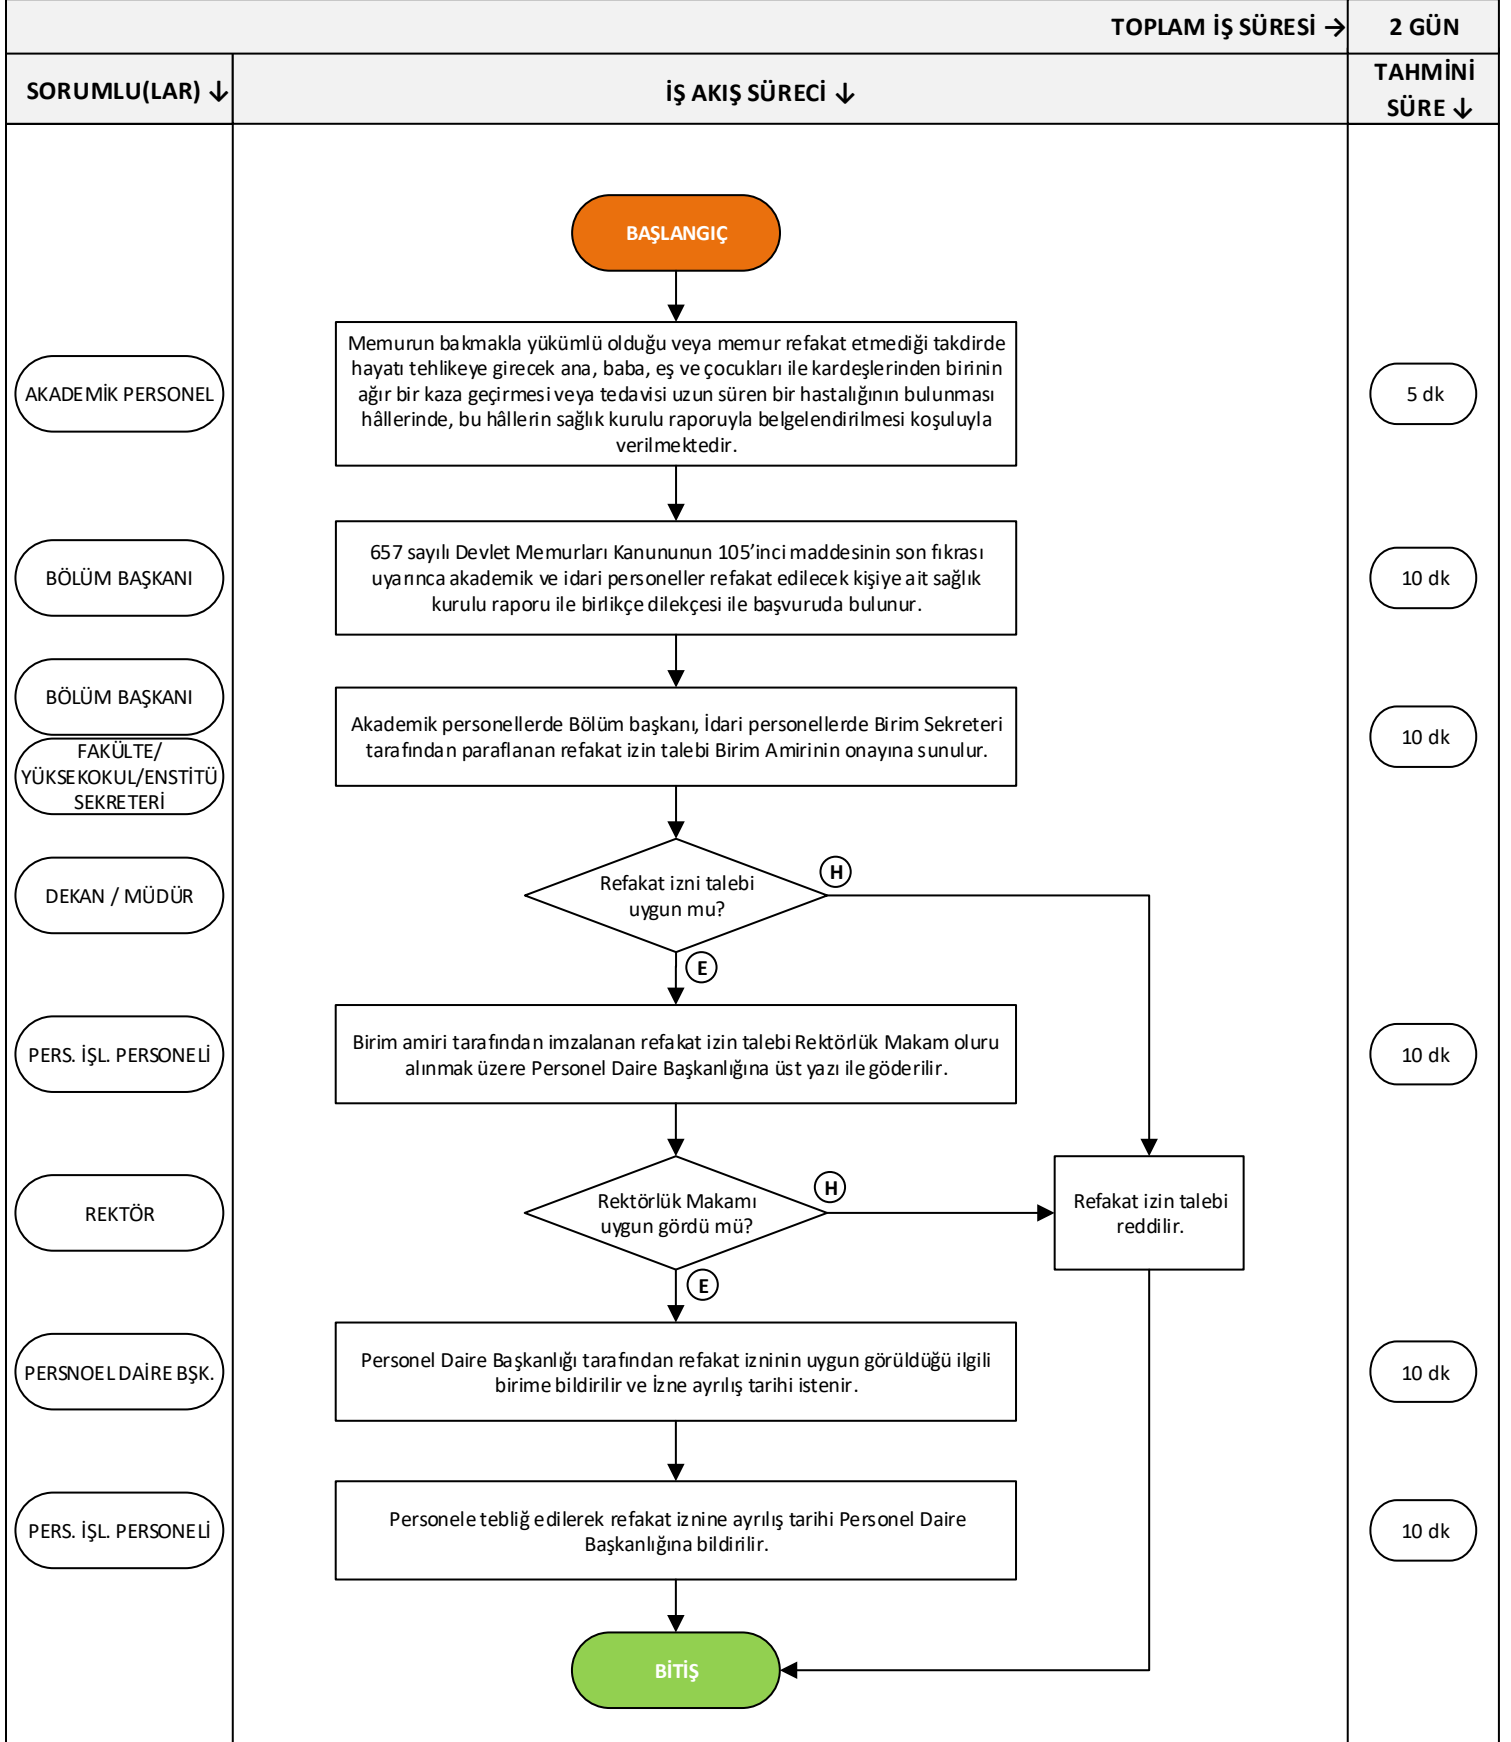 TOPLAM İŞ SÜRESİ →
2 GÜN
SORUMLU(LAR) ↓
İŞ AKIŞ SÜRECİ ↓
TAHMİNİ
SÜRE ↓
BAŞLANGIÇ
AKADEMİK PERSONEL
Memurun bakmakla yükümlü olduğu veya memur refakat etmediği takdirde
hayatı tehlikeye girecek ana, baba, eş ve çocukları ile kardeşlerinden birinin
ağır bir kaza geçirmesi veya tedavisi uzun süren bir hastalığının bulunması
hâllerinde, bu hâllerin sağlık kurulu raporuyla belgelendirilmesi koşuluyla
verilmektedir.
5 dk
BÖLÜM BAŞKANI
657 sayılı Devlet Memurları Kanununun 105’inci maddesinin son fıkrası
uyarınca akademik ve idari personeller refakat edilecek kişiye ait sağlık
kurulu raporu ile birlikçe dilekçesi ile başvuruda bulunur.
10 dk
BÖLÜM BAŞKANI
FAKÜLTE/
YÜKSEKOKUL/ENSTİTÜ
SEKRETERİ
Akademik personellerde Bölüm başkanı, İdari personellerde Birim Sekreteri
tarafından paraflanan refakat izin talebi Birim Amirinin onayına sunulur.
10 dk
DEKAN / MÜDÜR
Refakat izni talebi
uygun mu?
H
E
PERS. İŞL. PERSONELİ
Birim amiri tarafından imzalanan refakat izin talebi Rektörlük Makam oluru
alınmak üzere Personel Daire Başkanlığına üst yazı ile göderilir.
10 dk
REKTÖR
Rektörlük Makamı
uygun gördü mü?
H
E
Refakat izin talebi
reddilir.
PERSNOEL DAİRE BŞK.
Personel Daire Başkanlığı tarafından refakat izninin uygun görüldüğü ilgili
birime bildirilir ve İzne ayrılış tarihi istenir.
10 dk
PERS. İŞL. PERSONELİ
Personele tebliğ edilerek refakat iznine ayrılış tarihi Personel Daire
Başkanlığına bildirilir.
10 dk
BİTİŞ